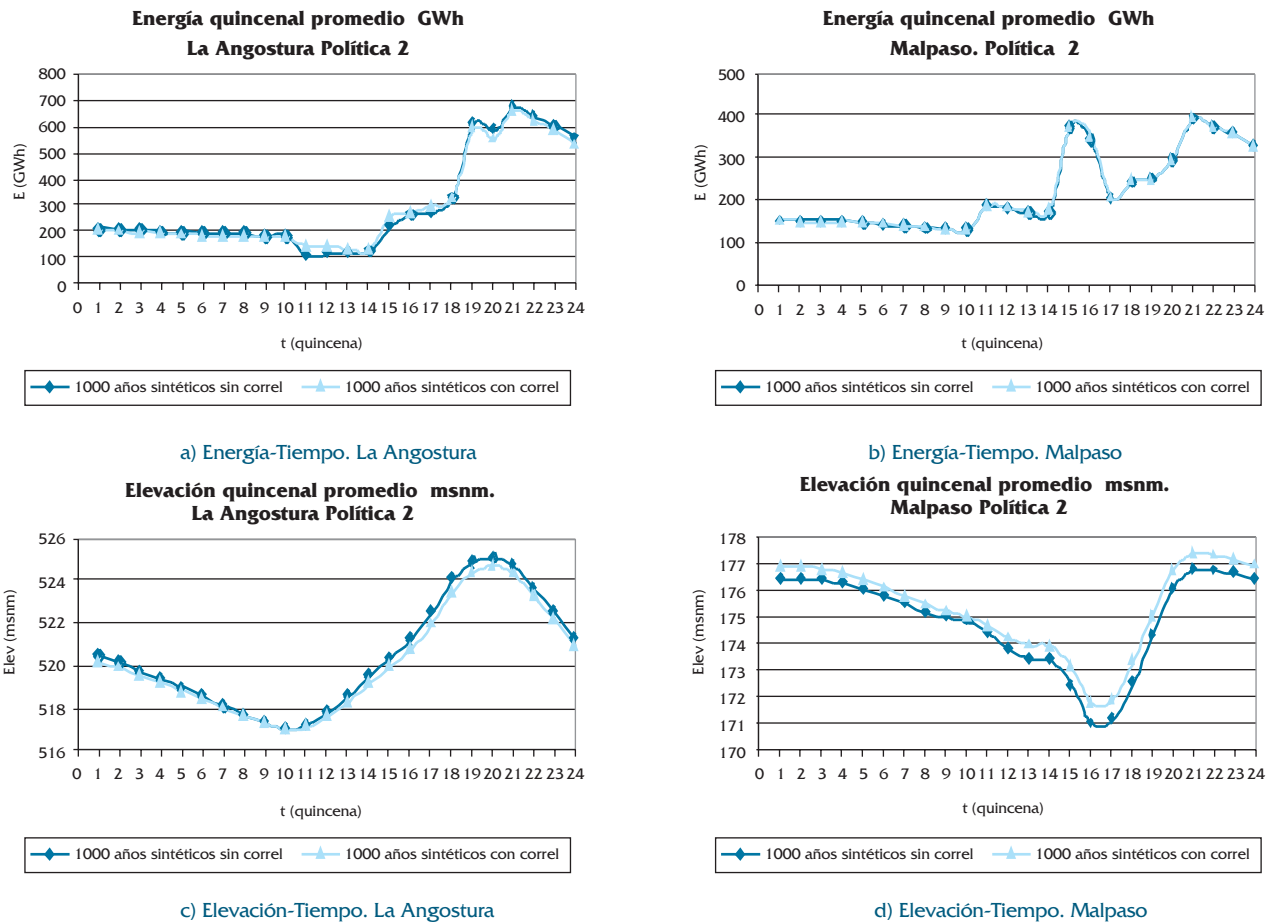 Energía quincenal promedio GWh
La Angostura Política 2
800
700
600
500
400
300
200
100
0
E (GWh)
0 1 2 3 4 5 6 7 8 9 10 11 12 13 14 15 16 17 18 19 20 21 22 23 24
t (quincena)
1000 años sintéticos sin correl 1000 años sintéticos con correl
a) Energía-Tiempo. La Angostura
Energía quincenal promedio GWh
Malpaso. Política 2
500
400
300
200
100
0
E (GWh)
0 1 2 3 4 5 6 7 8 9 10 11 12 13 14 15 16 17 18 19 20 21 22 23 24
t (quincena)
1000 años sintéticos sin correl 1000 años sintéticos con correl
b) Energía-Tiempo. Malpaso
Elevación quincenal promedio msnm.
La Angostura Política 2
526
524
522
520
518
516
Elev (msnm)
0 1 2 3 4 5 6 7 8 9 10 11 12 13 14 15 16 17 18 19 20 21 22 23 24
t (quincena)
1000 años sintéticos sin correl 1000 años sintéticos con correl
c) Elevación-Tiempo. La Angostura
Elevación quincenal promedio msnm.
Malpaso Política 2
178
177
176
175
174
173
172
171
170
Elev (msnm)
0 1 2 3 4 5 6 7 8 9 10 11 12 13 14 15 16 17 18 19 20 21 22 23 24
t (quincena)
1000 años sintéticos sin correl 1000 años sintéticos con correl
d) Elevación-Tiempo. Malpaso